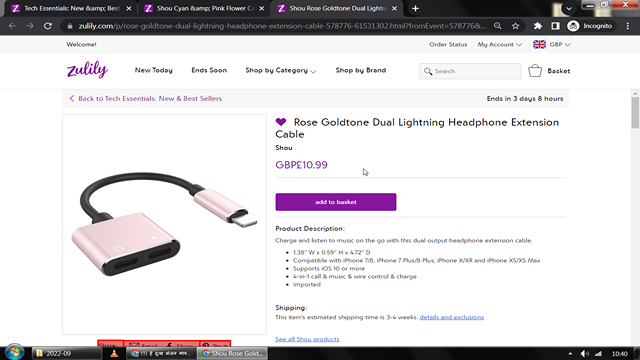 Tech Essentials: New &amp; Best
Shou Cyan &amp; Pink Flower C
Shou Rose Goldtone Dual Lightn
zulily.com/p/rose-goldtone-dual-lightning-headphone-extension-cable-578776-61531302.html?fromEvent=578776&...
Incognito
Welcome!
Order Status
My Account
GBP
zulily
New Today
Ends Soon
Shop by Category
Shop by Brand
Search
Basket
Back to Tech Essentials: New & Best Sellers
Ends in 3 days 8 hours
Rose Goldtone Dual Lightning Headphone Extension
Cable
Shou
GBP£10.99
add to basket
Product Description:
Charge and listen to music on the go with this dual output headphone extension cable.
• 1.38" W x 0.59" H x 4.72" D
• Compatible with iPhone 7/8, iPhone 7 Plus/8 Plus, iPhone X/XR and iPhone XS/XS Max
• Supports iOS 10 or more
• 4-in-1 call & music & wire control & charge
• Imported
Shipping:
This item's estimated shipping time is 3-4 weeks. details and exclusions
See all Shou products
Share
Email
Share
2022-09
Shou Rose Gold...
10:40